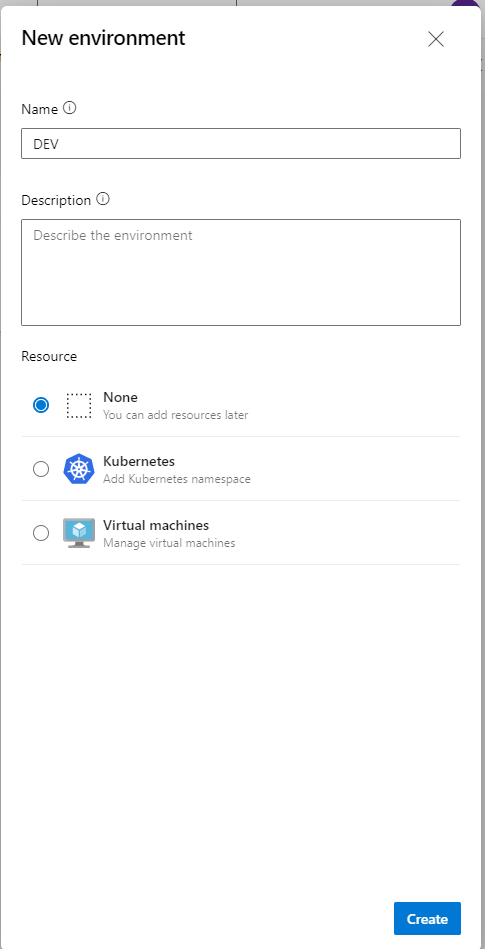 New environment
Name
DEV
Description
Describe the environment
Resource
None
You can add resources later
Kubernetes
Add Kubernetes namespace
Virtual machines
Manage virtual machines
Create